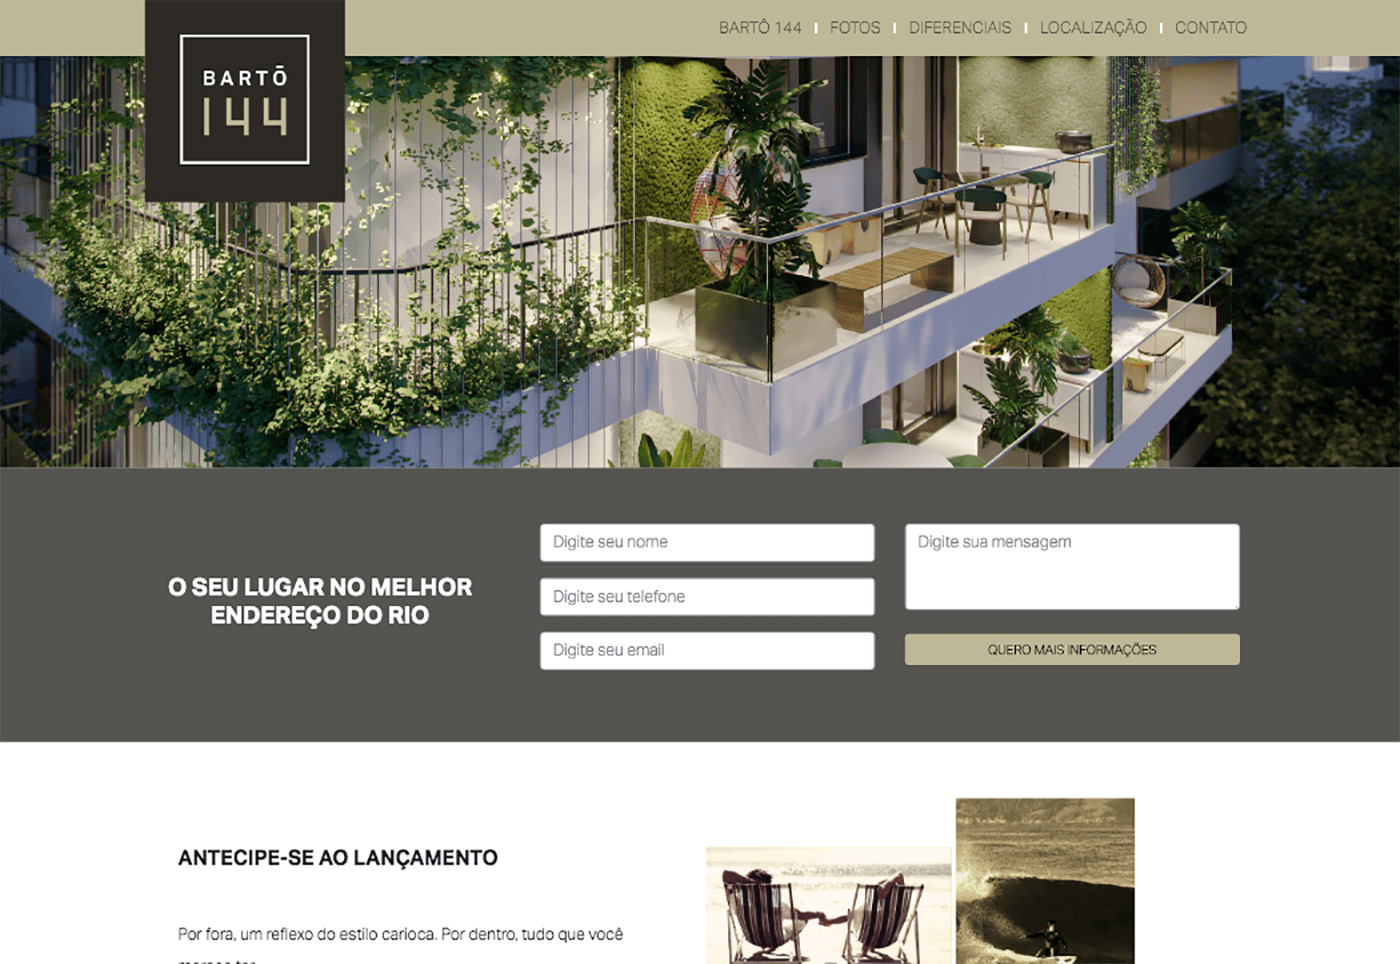 BARTÔ 144
FOTOS
DIFERENCIAIS
LOCALIZAÇÃO
CONTATO
BARTŌ
144
O SEU LUGAR NO MELHOR
ENDEREÇO DO RIO
Digite seu nome
Digite seu telefone
Digite seu email
Digite sua mensagem
QUERO MAIS INFORMAÇÕES
ANTECIPE-SE AO LANÇAMENTO
Por fora, um reflexo do estilo carioca. Por dentro, tudo que você